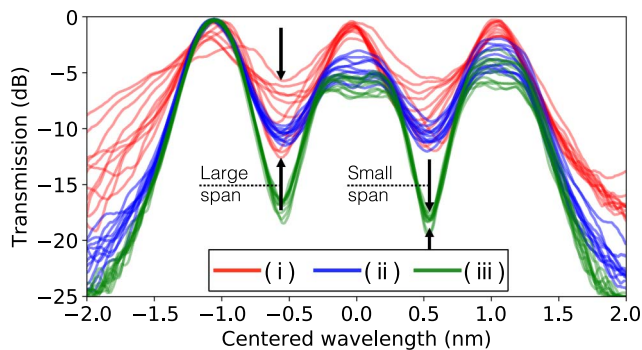 0
−5
−10
−15
−20
−25
Transmission (dB)
Large
span
Small
span
( i )
( ii )
( iii )
−2.0
−1.5
−1.0
−0.5
0.0
0.5
1.0
1.5
2.0
Centered wavelength (nm)